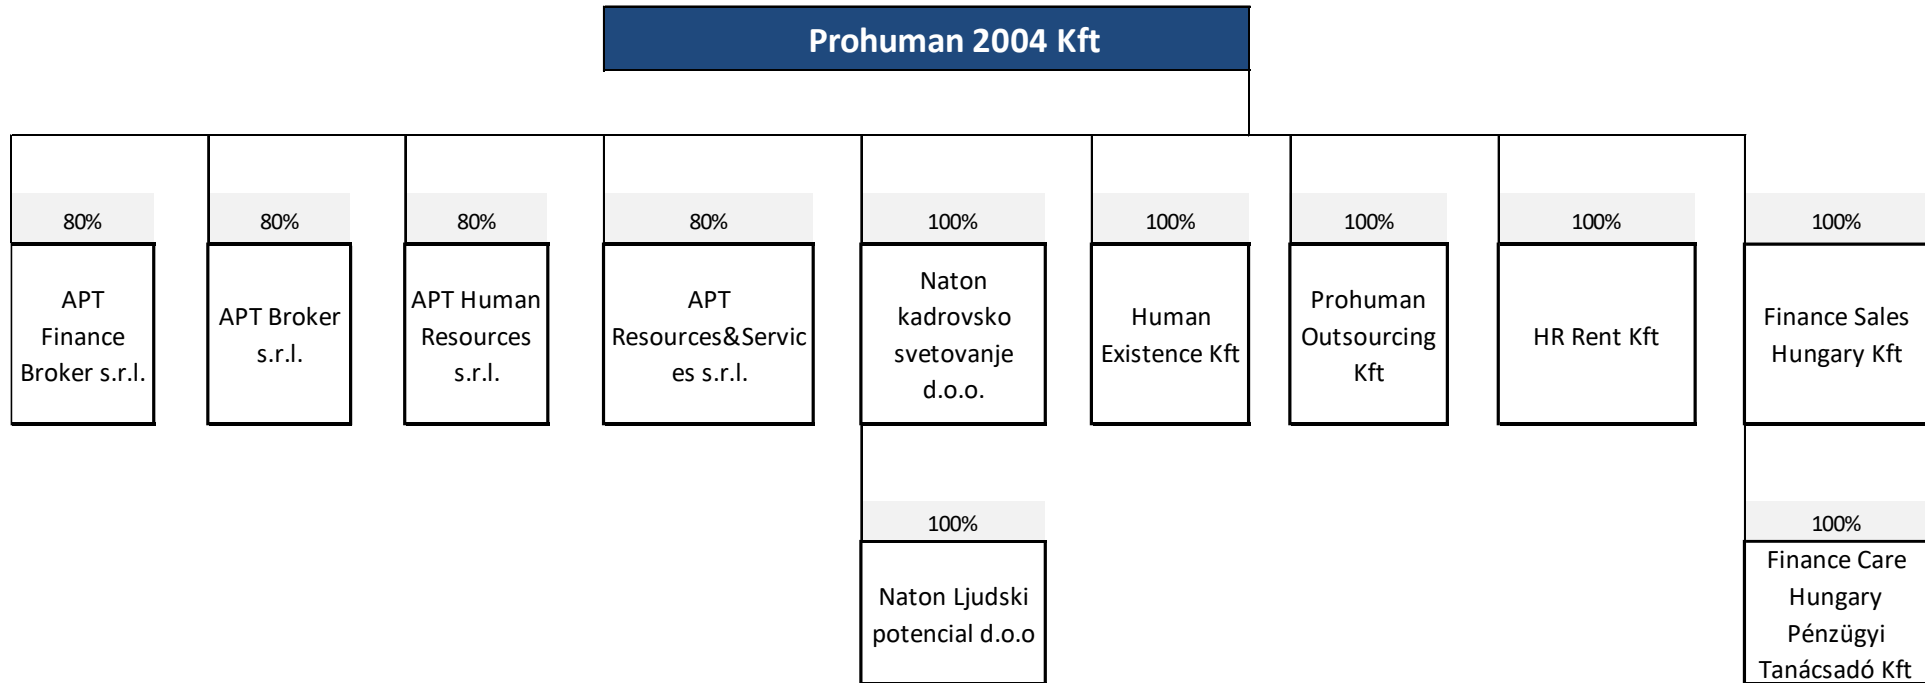 Prohuman 2004 Kft
80%
80%
80%
80%
100%
100%
100%
100%
100%
APT
Finance
Broker s.r.l.
APT Broker
s.r.l.
APT Human
Resources
s.r.l.
APT
Resources&Servic
es s.r.l.
Naton
kadrovsko
svetovanje
d.o.o.
Human
Existence Kft
Prohuman
Outsourcing
Kft
HR Rent Kft
Finance Sales
Hungary Kft
100%
100%
Naton Ljudski
potencial d.o.o
Finance Care
Hungary
Pénzügyi
Tanácsadó Kft